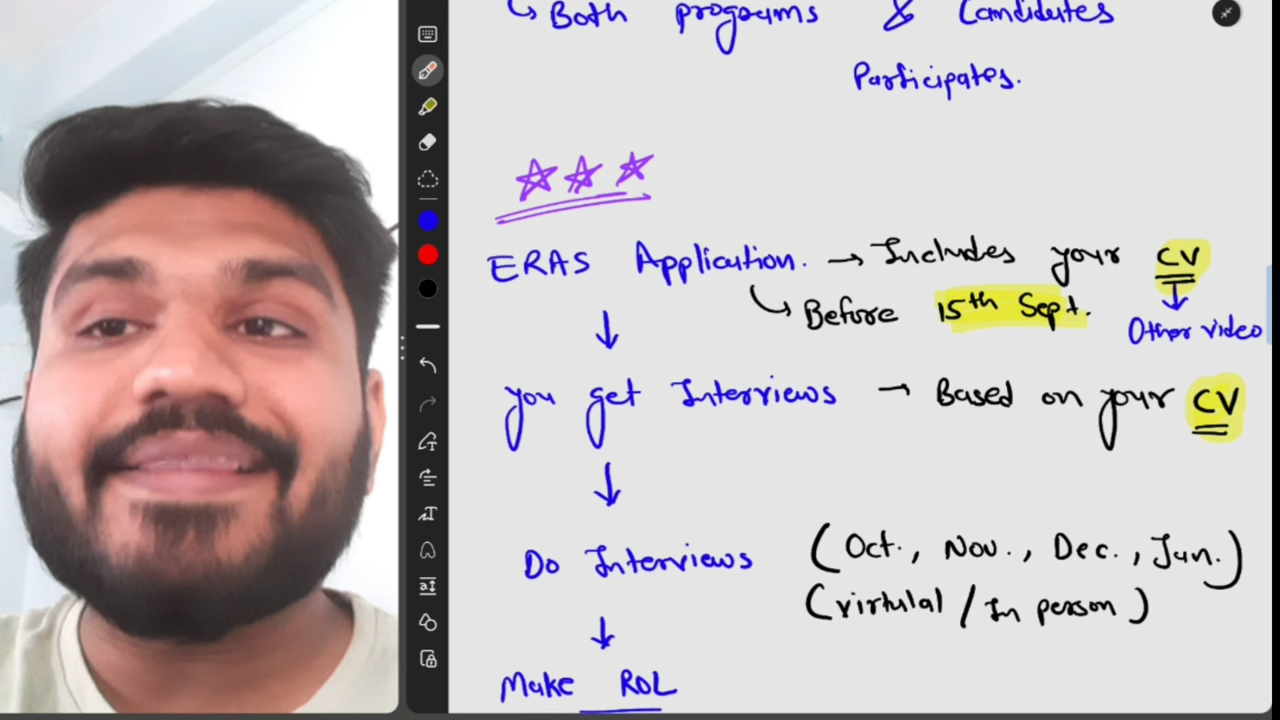 ↳ Both programs & Candidates
Participates.
ERAS Application. → Includes your CV
↳ Before 15th Sept.
Other video
you get Interviews → Based on your CV
Do Interviews (Oct., Nov., Dec., Jan.)
(virtulal / In person)
Make ROL